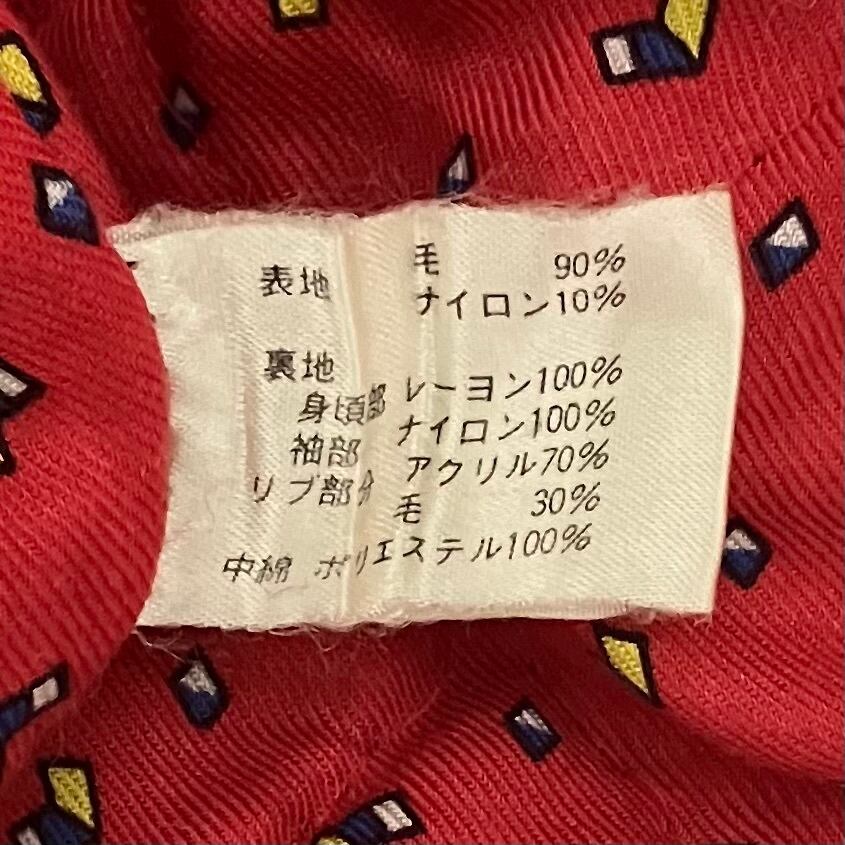 表地 毛 90%
ナイロン10%
裏地
身頃部 レーヨン100%
袖部 ナイロン100%
リブ部分 アクリル70%
毛 30%
中綿 ポリエステル100%